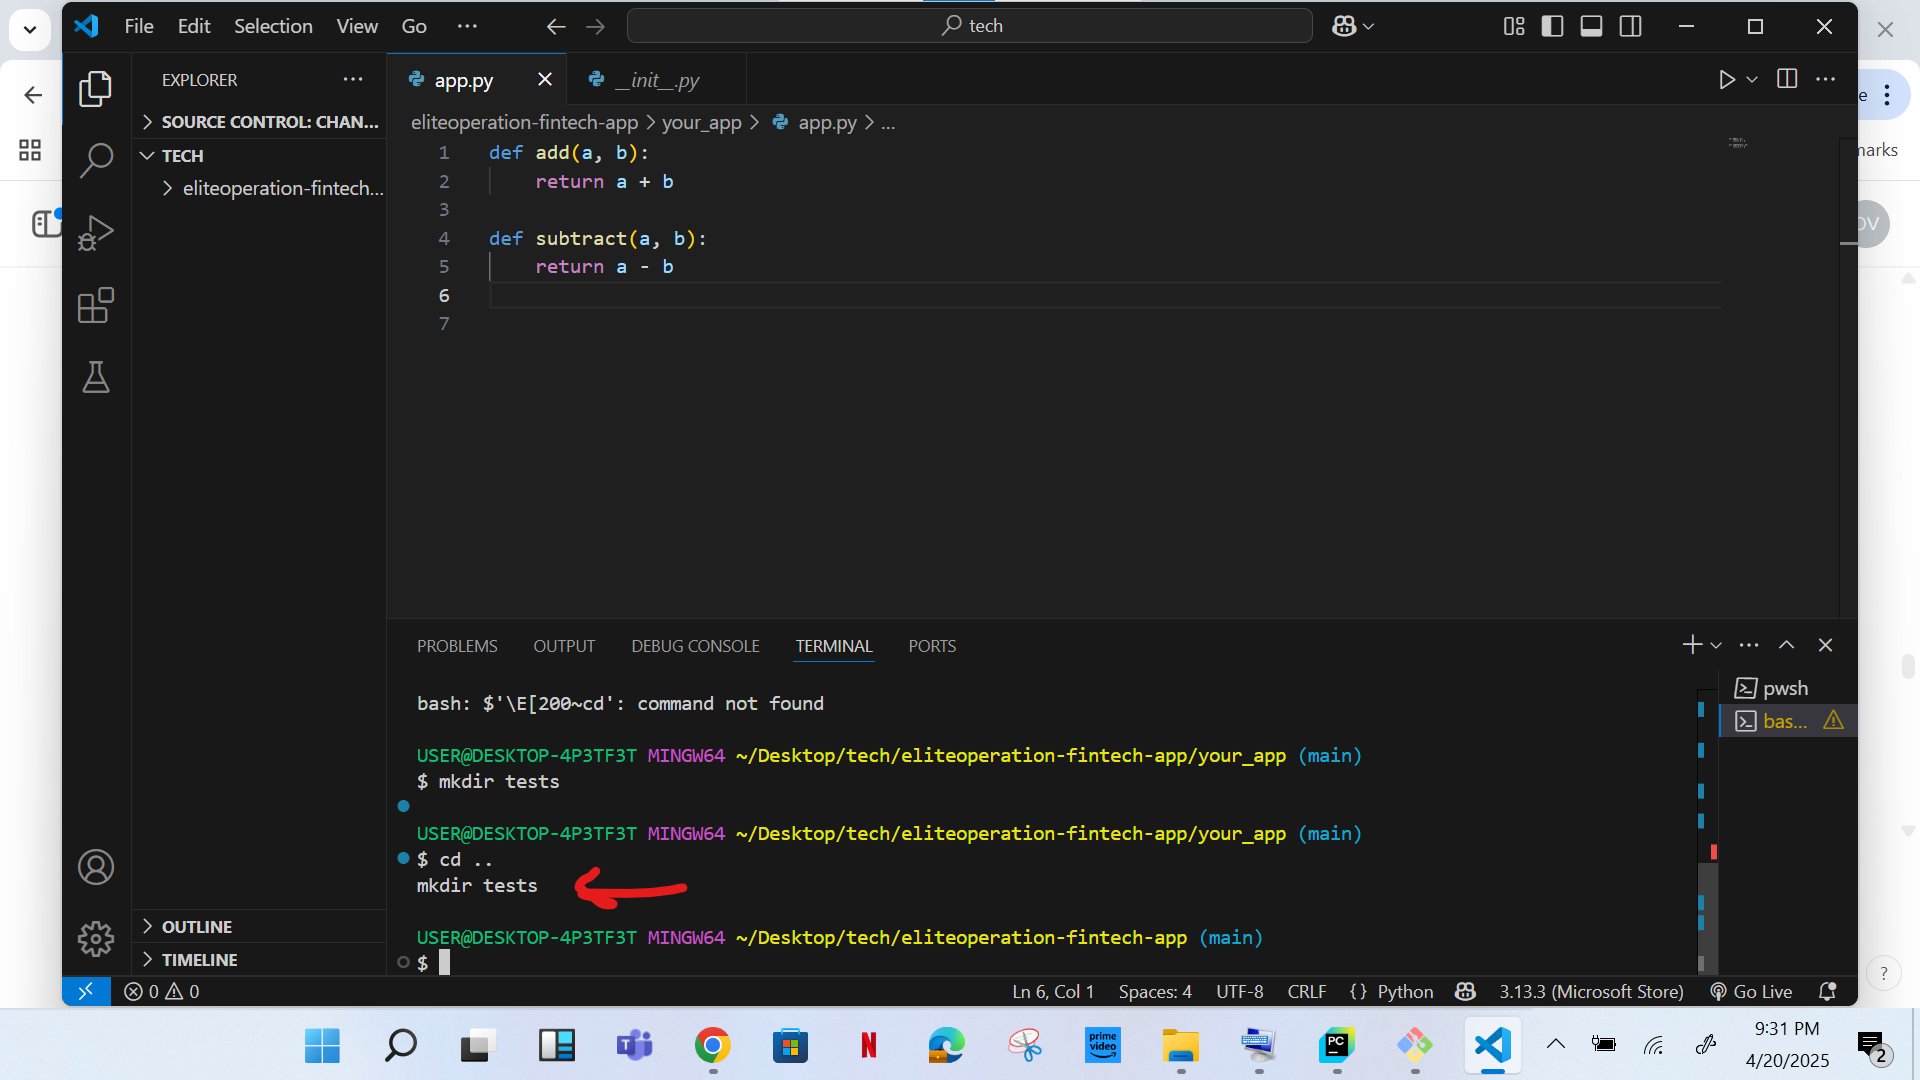 File Edit Selection View Go ···
tech
EXPLORER ···
SOURCE CONTROL: CHAN...
TECH
eliteoperation-fintech...
OUTLINE
TIMELINE
app.py
__init__.py
eliteoperation-fintech-app > your_app > app.py > ...
1 def add(a, b):
2     return a + b
3
4 def subtract(a, b):
5     return a - b
6
7
PROBLEMS OUTPUT DEBUG CONSOLE TERMINAL PORTS
bash: $'\E[200~cd': command not found
USER@DESKTOP-4P3TF3T MINGW64 ~/Desktop/tech/eliteoperation-fintech-app/your_app (main)
$ mkdir tests
USER@DESKTOP-4P3TF3T MINGW64 ~/Desktop/tech/eliteoperation-fintech-app/your_app (main)
$ cd ..
mkdir tests
USER@DESKTOP-4P3TF3T MINGW64 ~/Desktop/tech/eliteoperation-fintech-app (main)
$
pwsh
bas...
0 0
Ln 6, Col 1 Spaces: 4 UTF-8 CRLF { } Python 3.13.3 (Microsoft Store) Go Live
e
marks
DV
?
prime video
N
PC
9:31 PM
4/20/2025
2